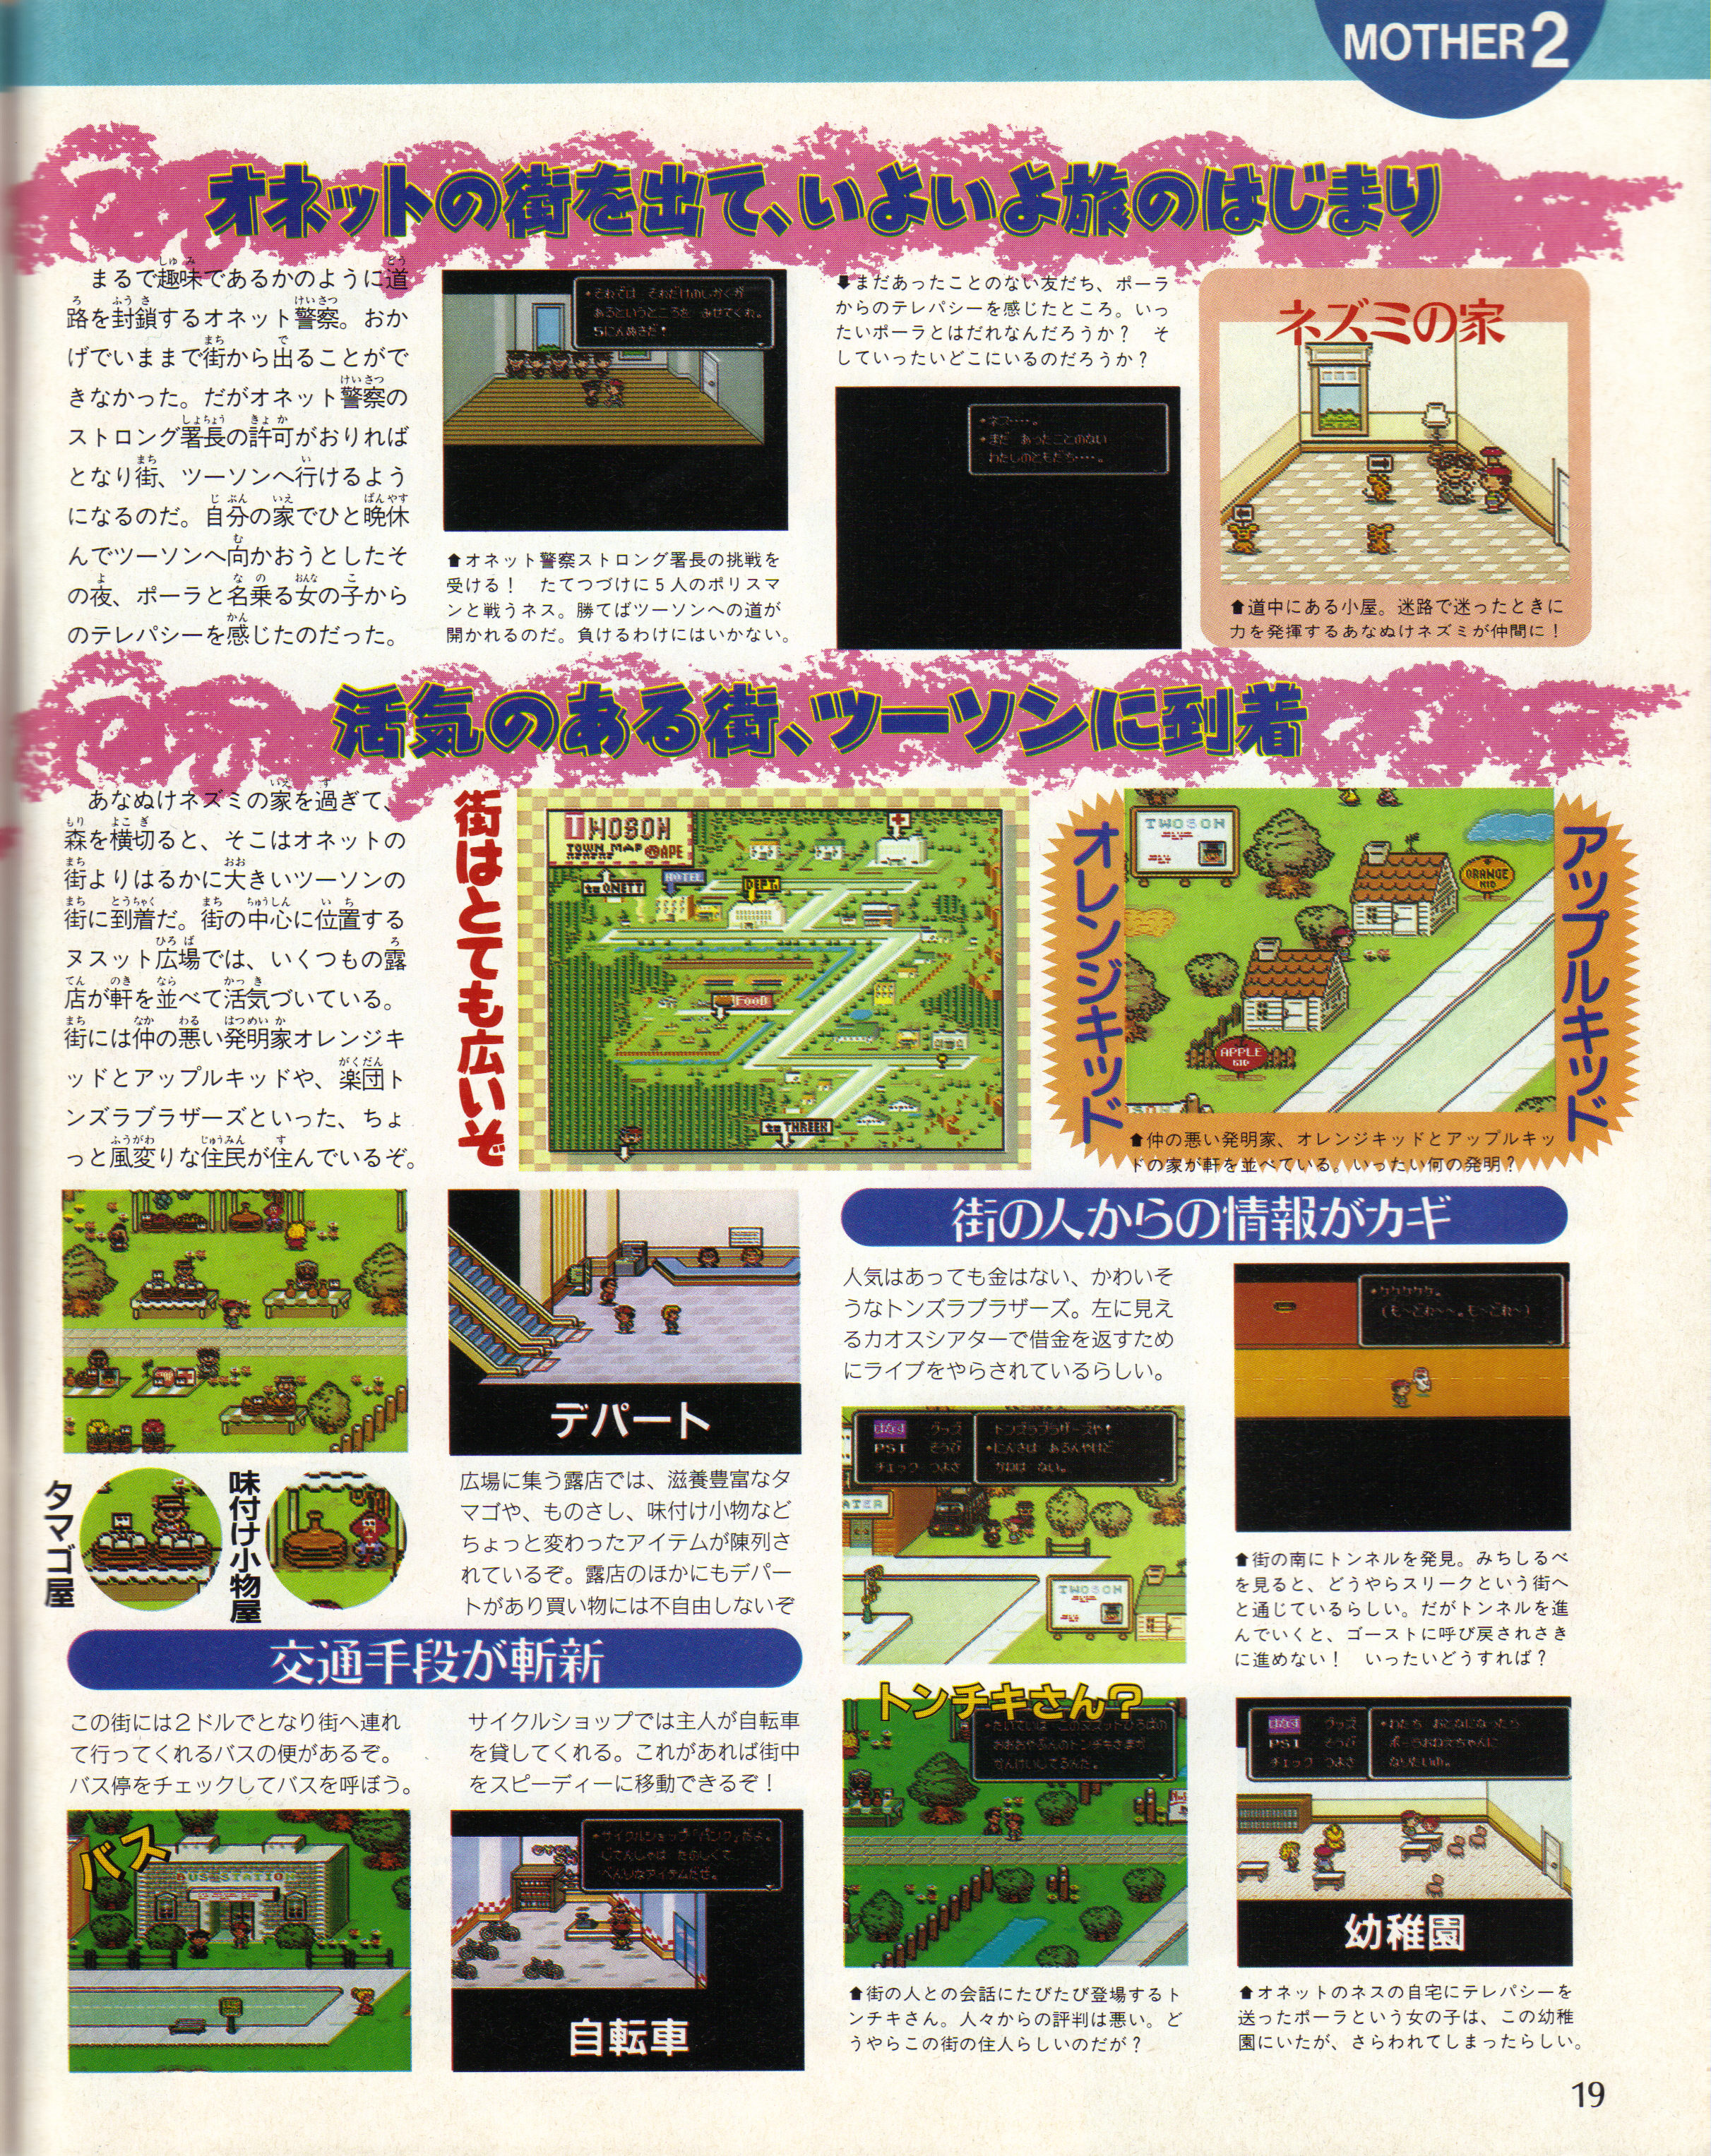 MOTHER2
オネットの街を出て、いよいよ旅のはじまり
まるで趣味であるかのように道
路を封鎖するオネット警察。おか
げでいままで街から出ることがで
きなかった。だがオネット警察の
ストロング署長の許可がおりれば
となり街、ツーソンへ行けるよう
になるのだ。自分の家でひと晩休
んでツーソンへ向かおうとしたそ
の夜、ポーラと名乗る女の子から
のテレパシーを感じたのだった。
それでは それだけのしかくが
あるというところを みせてくれ。
5にんぬきだ!
⬆オネット警察ストロング署長の挑戦を
受ける! たてつづけに5人のポリスマ
ンと戦うネス。勝てばツーソンへの道が
開かれるのだ。負けるわけにはいかない。
⬇まだあったことのない友だち、ポーラ
からのテレパシーを感じたところ。いっ
たいポーラとはだれなんだろうか? そ
していったいどこにいるのだろうか?
ネス‥‥。
まだ あったことのない
わたしのともだち‥‥。
ネズミの家
⬆道中にある小屋。迷路で迷ったときに
力を発揮するあなぬけネズミが仲間に!
活気のある街、ツーソンに到着
あなぬけネズミの家を過ぎて、
森を横切ると、そこはオネットの
街よりはるかに大きいツーソンの
街に到着だ。街の中心に位置する
ヌスット広場では、いくつもの露
店が軒を並べて活気づいている。
街には仲の悪い発明家オレンジキ
ッドとアップルキッドや、楽団ト
ンズラブラザーズといった、ちょ
っと風変りな住民が住んでいるぞ。
街はとても広いぞ
TWOSON
TOWN MAP
APE
to ONETT
HOTEL
DEPT.
FOOD
to THREEK
オレンジキッド
アップルキッド
TWOSON
ORANGE
KID
APPLE
KID
⬆仲の悪い発明家、オレンジキッドとアップルキッ
ドの家が軒を並べている。いったい何の発明?
デパート
タマゴ屋
味付け小物屋
広場に集う露店では、滋養豊富なタ
マゴや、ものさし、味付け小物など
ちょっと変わったアイテムが陳列さ
れているぞ。露店のほかにもデパー
トがあり買い物には不自由しないぞ
交通手段が斬新
この街には2ドルでとなり街へ連れ
て行ってくれるバスの便があるぞ。
バス停をチェックしてバスを呼ぼう。
バス
BUS STATION
サイクルショップでは主人が自転車
を貸してくれる。これがあれば街中
をスピーディーに移動できるぞ!
サイクルショップ「パンク」だよ。
じてんしゃは たのしくて
べんりなアイテムだぜ。
自転車
街の人からの情報がカギ
人気はあっても金はない、かわいそ
うなトンズラブラザーズ。左に見え
るカオスシアターで借金を返すため
にライブをやらされているらしい。
はなす グッズ
PSI そうび
チェック つよさ
トンズラブラザーズや!
にんきは あるんやけど
かねは ない。
ATER
TWOSON
ケケケケケ。
(も〜どれ〜〜。も〜どれ〜)
⬆街の南にトンネルを発見。みちしるべ
を見ると、どうやらスリークという街へ
と通じているらしい。だがトンネルを進
んでいくと、ゴーストに呼び戻されさき
に進めない! いったいどうすれば?
トンチキさん?
だいていは このヌスットひろばの
おおおやぶんのトンチキさまが
かんけいしてるんだ。
⬆街の人との会話にたびたび登場するト
ンチキさん。人々からの評判は悪い。ど
うやらこの街の住人らしいのだが?
はなす グッズ
PSI そうび
チェック つよさ
わたち おとなになったら
ポーラおねえちゃんに
なりたいの。
幼稚園
⬆オネットのネスの自宅にテレパシーを
送ったポーラという女の子は、この幼稚
園にいたが、さらわれてしまったらしい。
19